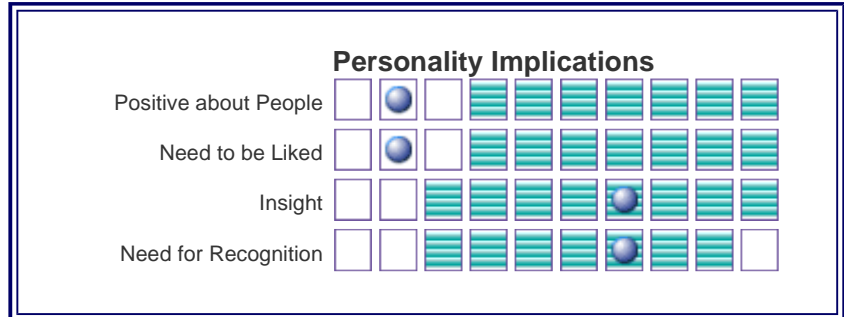 Personality Implications
Positive about People
Need to be Liked
Insight
Need for Recognition